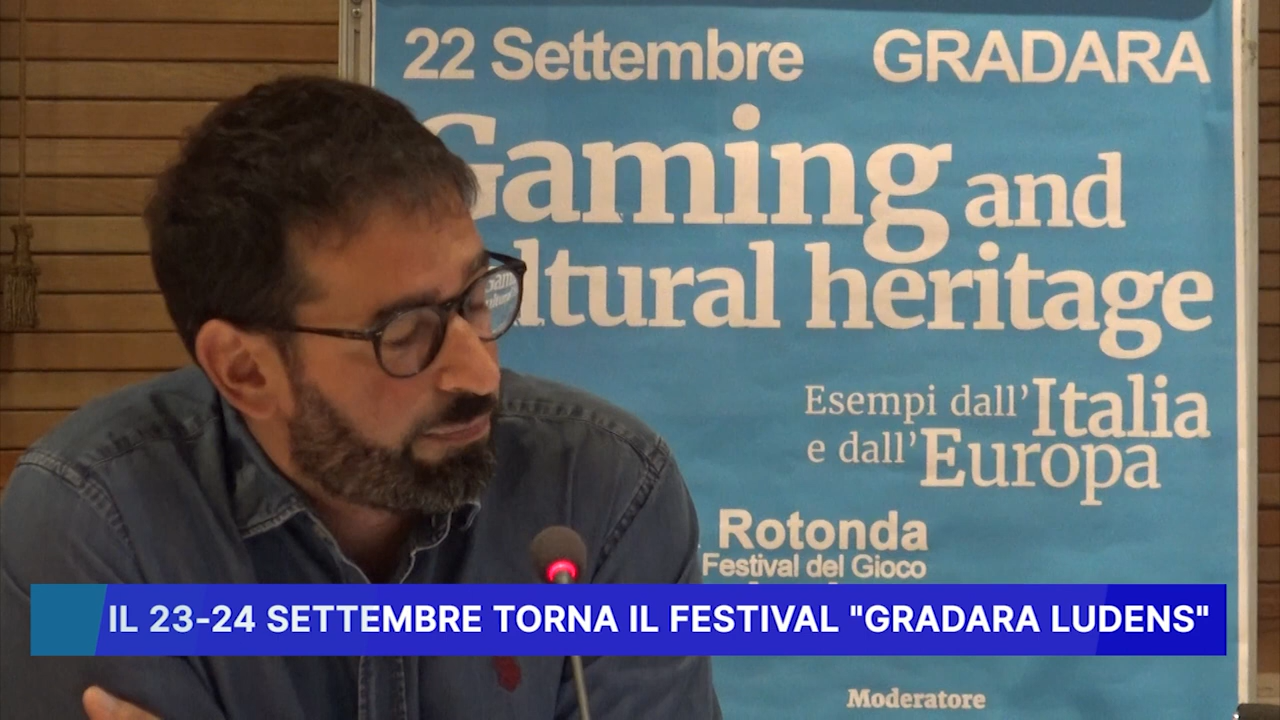 22 Settembre GRADARA
Gaming and
ltural heritage
Esempi dall'Italia
e dall'Europa
Rotonda
Festival del Gioco
IL 23-24 SETTEMBRE TORNA IL FESTIVAL "GRADARA LUDENS"
Moderatore